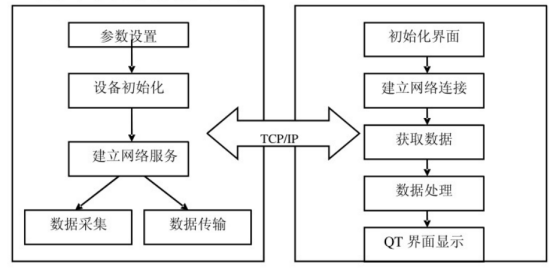 参数设置
设备初始化
建立网络服务
数据采集
数据传输
TCP/IP
初始化界面
建立网络连接
获取数据
数据处理
QT 界面显示